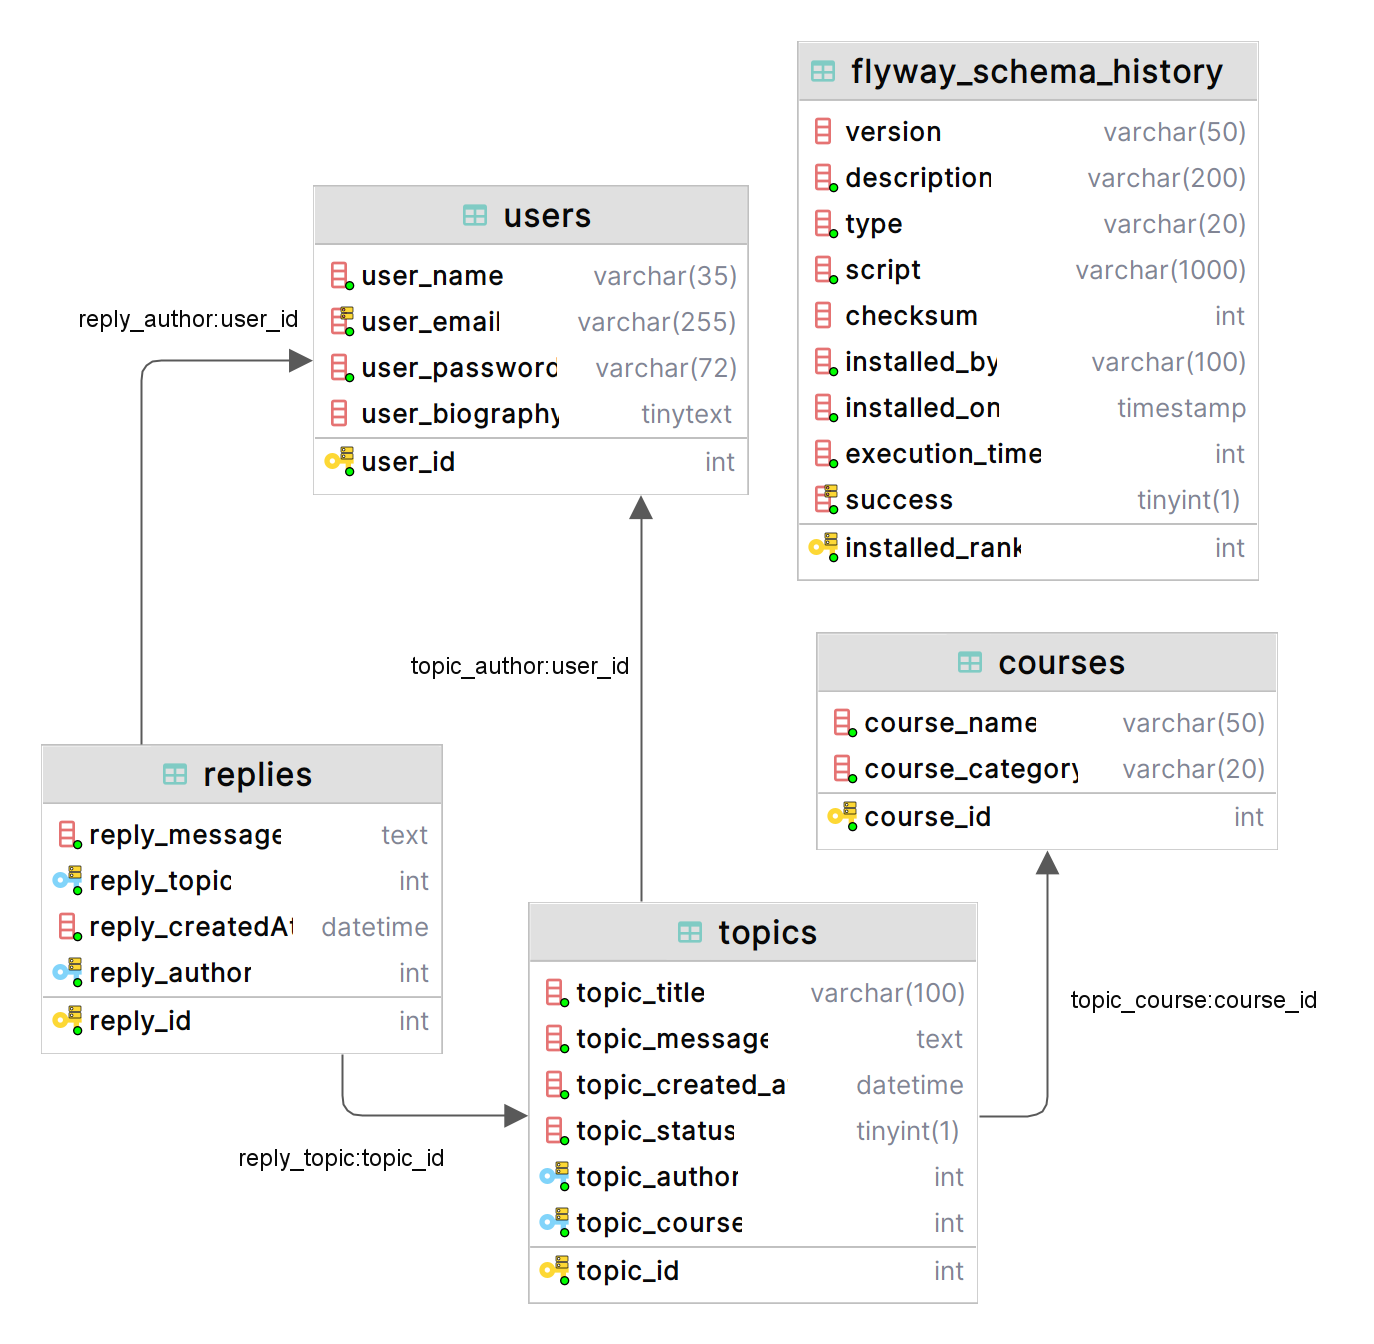 flyway_schema_history
version varchar(50)
description varchar(200)
type varchar(20)
script varchar(1000)
checksum int
installed_by varchar(100)
installed_on timestamp
execution_time int
success tinyint(1)
installed_rank int
users
user_name varchar(35)
user_email varchar(255)
user_password varchar(72)
user_biography tinytext
user_id int
reply_author:user_id
topic_author:user_id
courses
course_name varchar(50)
course_category varchar(20)
course_id int
replies
reply_message text
reply_topic int
reply_createdAt datetime
reply_author int
reply_id int
topics
topic_title varchar(100)
topic_message text
topic_created_a datetime
topic_status tinyint(1)
topic_author int
topic_course int
topic_id int
topic_course:course_id
reply_topic:topic_id